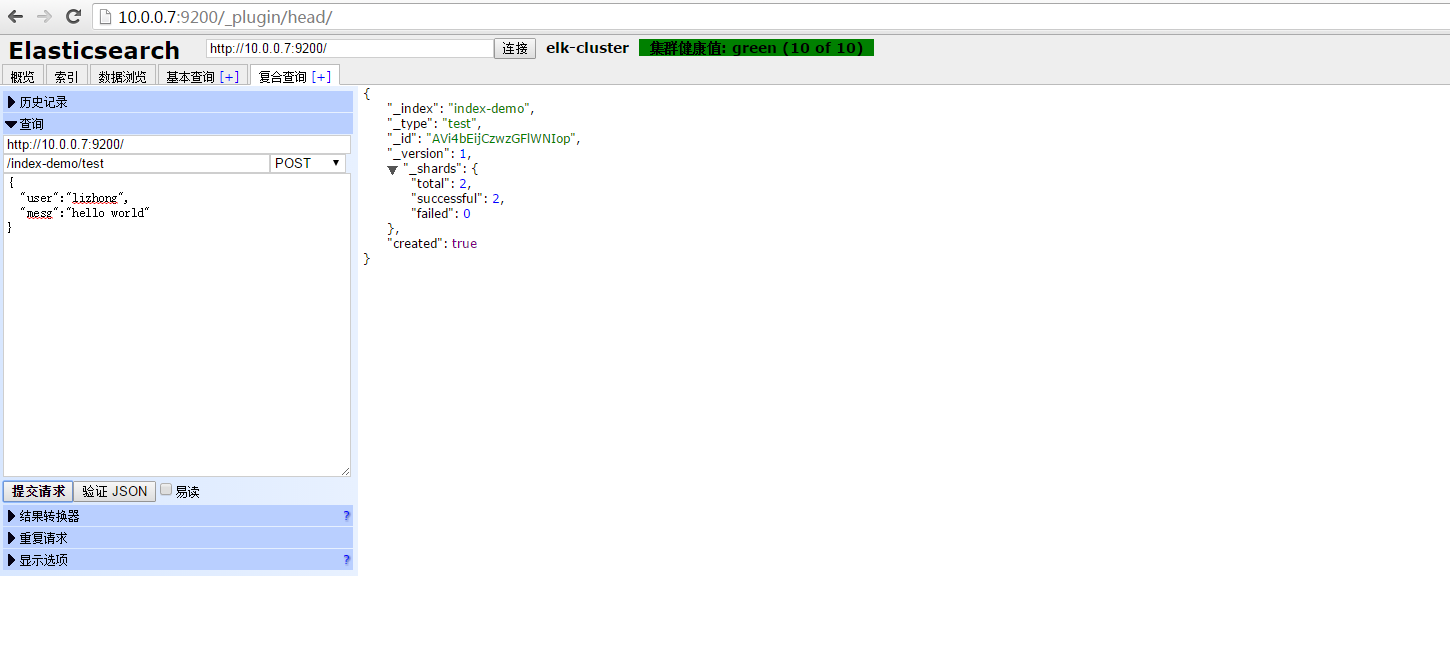 10.0.0.7:9200/_plugin/head/
Elasticsearch http://10.0.0.7:9200/ 连接 elk-cluster 集群健康值: green (10 of 10)
概览 索引 数据浏览 基本查询 [+] 复合查询 [+]
历史记录
查询
http://10.0.0.7:9200/
/index-demo/test POST
{
"user":"lizhong",
"mesg":"hello world"
}
提交请求 验证 JSON 易读
结果转换器 ?
重复请求
显示选项 ?
{
"_index": "index-demo",
"_type": "test",
"_id": "AVi4bEijCzwzGFlWNIop",
"_version": 1,
"_shards": {
"total": 2,
"successful": 2,
"failed": 0
},
"created": true
}